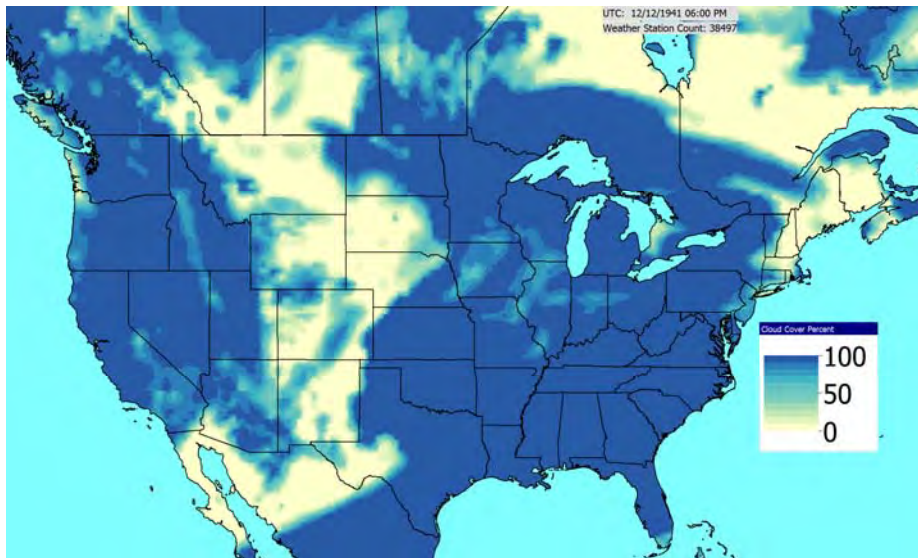 UTC: 12/12/1941 06:00 PM
Weather Station Count: 38497
Cloud Cover Percent
100
50
0